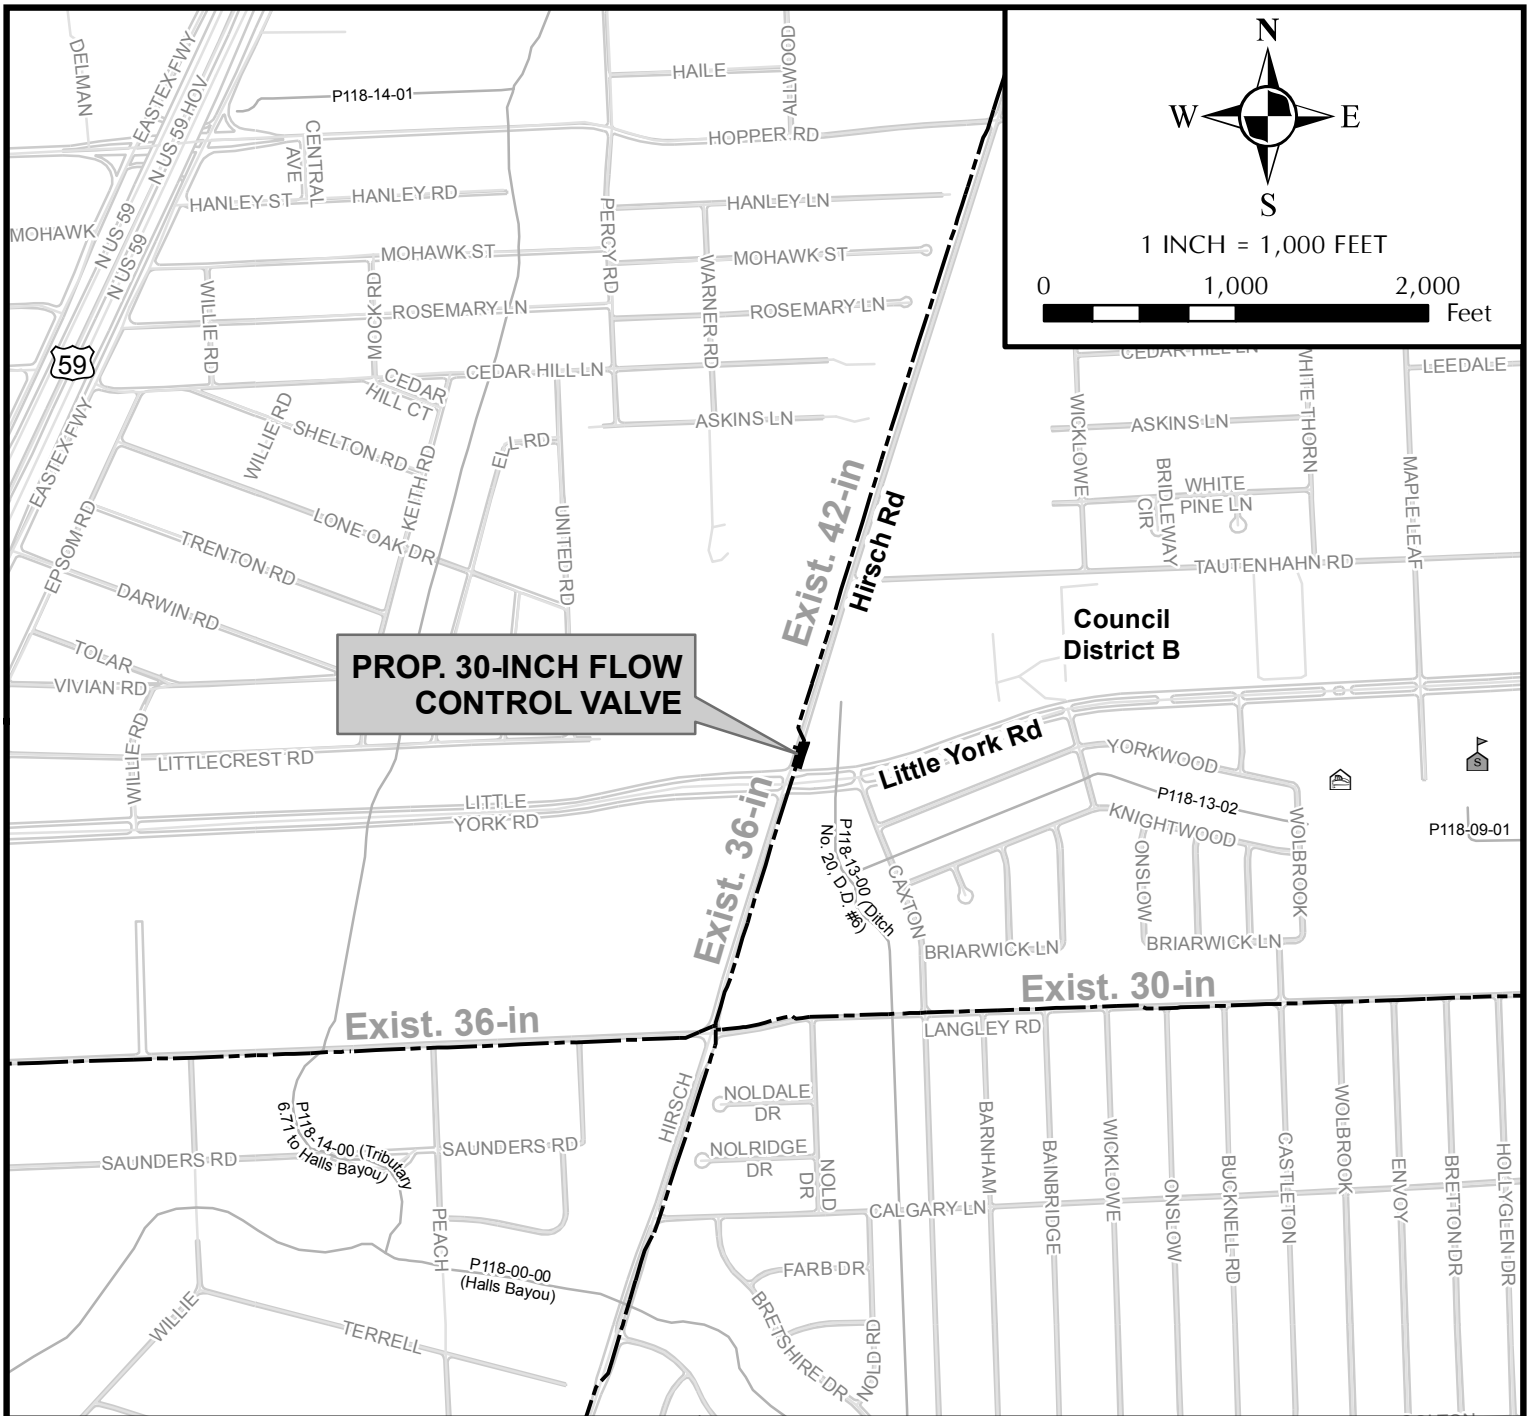 DELMAN
EASTEX FWY
N US 59 HOV
P118-14-01
HAILE
ALLWOOD
HOPPER RD
CENTRAL
AVE
HANLEY ST
HANLEY RD
HANLEY LN
MOHAWK
N US 59
N US 59
MOHAWK ST
MOHAWK ST
PERCY RD
WARNER RD
WILLIE RD
MOCK RD
ROSEMARY LN
ROSEMARY LN
59
CEDAR
HILL CT
CEDAR HILL LN
ASKINS LN
EASTEX FWY
WILLIE RD
SHELTON RD
KEITH RD
ELL RD
LONE OAK DR
UNITED RD
EPSOM RD
TRENTON RD
DARWIN RD
TOLAR
VIVIAN RD
WILLIE RD
LITTLECREST RD
LITTLE
YORK RD
N
W
E
S
1 INCH = 1,000 FEET
0
1,000
2,000
Feet
CEDAR HILL LN
WHITE THORN
LEEDALE
WICKLOWE
ASKINS LN
BRIDLEWAY
CIR
WHITE
PINE LN
MAPLE LEAF
TAUTENHAHN RD
Exist. 42-in
Hirsch Rd
Council
District B
PROP. 30-INCH FLOW
CONTROL VALVE
Little York Rd
YORKWOOD
P118-13-02
KNIGHTWOOD
S
P118-09-01
WOLBROOK
ONSLOW
Exist. 36-in
P118-13-00 (Ditch
No. 20, D.D. #6)
CAXTON
BRIARWICK LN
BRIARWICK LN
Exist. 30-in
Exist. 36-in
LANGLEY RD
HIRSCH
NOLDALE
DR
NOLRIDGE
DR
NOLD
DR
P118-14-00 (Tributary
6.71 to Halls Bayou)
SAUNDERS RD
SAUNDERS RD
PEACH
CALGARY LN
BARNHAM
BAINBRIDGE
WICKLOWE
ONSLOW
BUCKNELL RD
CASTLETON
WOLBROOK
ENVOY
BRETTON DR
HOLLYGLEN DR
P118-00-00
(Halls Bayou)
FARB DR
BRETSHIRE DR
NOLD RD
WILLIE
TERRELL